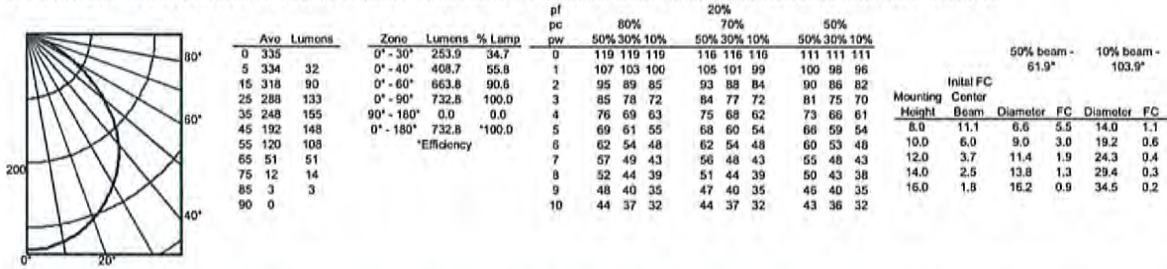 80°
60°
200
40°
0° 20°
Ave Lumens
0 335
5 334 32
15 318 90
25 288 133
35 248 155
45 192 148
55 120 108
65 51 51
75 12 14
85 3 3
90 0
Zone Lumens % Lamp
0° - 30° 253.9 34.7
0° - 40° 408.7 55.8
0° - 60° 663.8 90.6
0° - 90° 732.8 100.0
90° - 180° 0.0 0.0
0° - 180° 732.8 *100.0
*Efficiency
pf 20%
pc 80% 70% 50%
pw 50% 30% 10% 50% 30% 10% 50% 30% 10%
0 119 119 119 116 116 116 111 111 111
1 107 103 100 105 101 99 100 98 96
2 95 89 85 93 88 84 90 86 82
3 85 78 72 84 77 72 81 75 70
4 76 69 63 75 68 62 73 66 61
5 69 61 55 68 60 54 66 59 54
6 62 54 48 62 54 48 60 53 48
7 57 49 43 56 48 43 55 48 43
8 52 44 39 51 44 39 50 43 38
9 48 40 35 47 40 35 46 40 35
10 44 37 32 44 37 32 43 36 32
50% beam - 10% beam -
61.9° 103.9°
Inital FC
Mounting Center
Height Beam Diameter FC Diameter FC
8.0 11.1 6.6 5.5 14.0 1.1
10.0 6.0 9.0 3.0 19.2 0.6
12.0 3.7 11.4 1.9 24.3 0.4
14.0 2.5 13.8 1.3 29.4 0.3
16.0 1.8 16.2 0.9 34.5 0.2